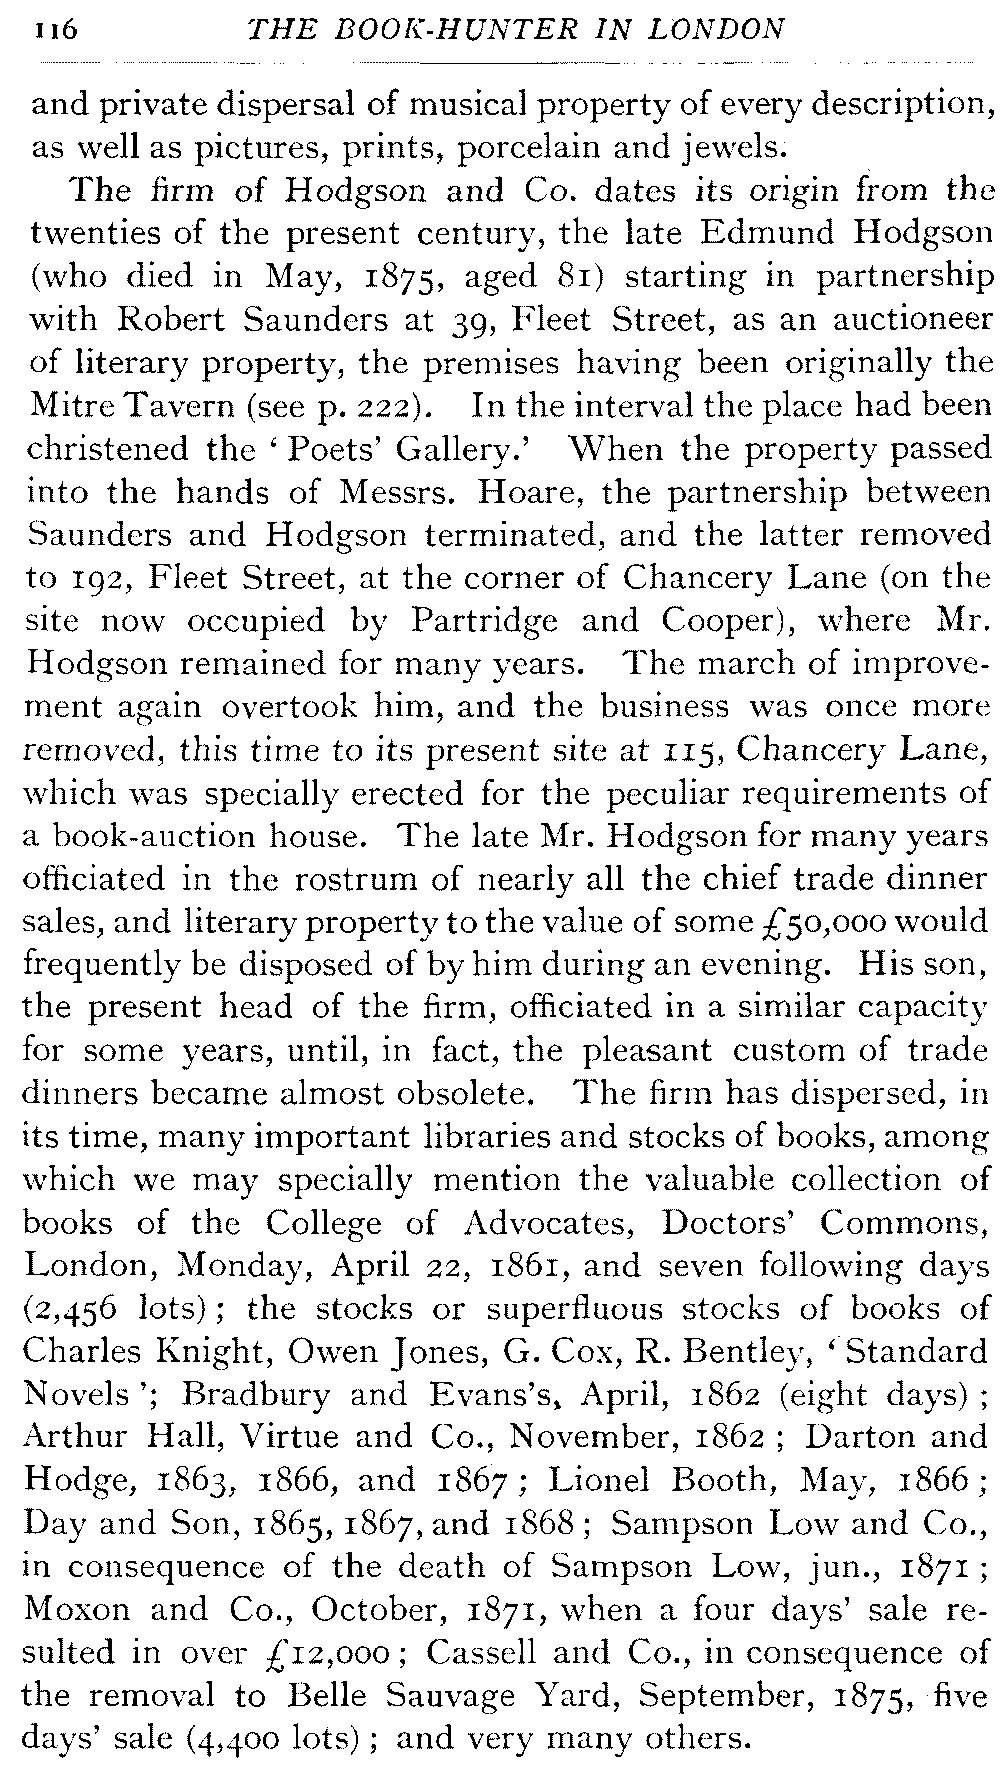 116 THE BOOK-HUNTER IN LONDON
and private dispersal of musical property of every description,
as well as pictures, prints, porcelain and jewels.
The firm of Hodgson and Co. dates its origin from the
twenties of the present century, the late Edmund Hodgson
(who died in May, 1875, aged 81) starting in partnership
with Robert Saunders at 39, Fleet Street, as an auctioneer
of literary property, the premises having been originally the
Mitre Tavern (see p. 222). In the interval the place had been
christened the ‘Poets’ Gallery.’ When the property passed
into the hands of Messrs. Hoare, the partnership between
Saunders and Hodgson terminated, and the latter removed
to 192, Fleet Street, at the corner of Chancery Lane (on the
site now occupied by Partridge and Cooper), where Mr.
Hodgson remained for many years. The march of improve-
ment again overtook him, and the business was once more
removed, this time to its present site at 115, Chancery Lane,
which was specially erected for the peculiar requirements of
a book-auction house. The late Mr. Hodgson for many years
officiated in the rostrum of nearly all the chief trade dinner
sales, and literary property to the value of some £50,000 would
frequently be disposed of by him during an evening. His son,
the present head of the firm, officiated in a similar capacity
for some years, until, in fact, the pleasant custom of trade
dinners became almost obsolete. The firm has dispersed, in
its time, many important libraries and stocks of books, among
which we may specially mention the valuable collection of
books of the College of Advocates, Doctors’ Commons,
London, Monday, April 22, 1861, and seven following days
(2,456 lots); the stocks or superfluous stocks of books of
Charles Knight, Owen Jones, G. Cox, R. Bentley, ‘Standard
Novels’; Bradbury and Evans’s, April, 1862 (eight days);
Arthur Hall, Virtue and Co., November, 1862; Darton and
Hodge, 1863, 1866, and 1867; Lionel Booth, May, 1866;
Day and Son, 1865, 1867, and 1868; Sampson Low and Co.,
in consequence of the death of Sampson Low, jun., 1871;
Moxon and Co., October, 1871, when a four days’ sale re-
sulted in over £12,000; Cassell and Co., in consequence of
the removal to Belle Sauvage Yard, September, 1875, five
days’ sale (4,400 lots); and very many others.